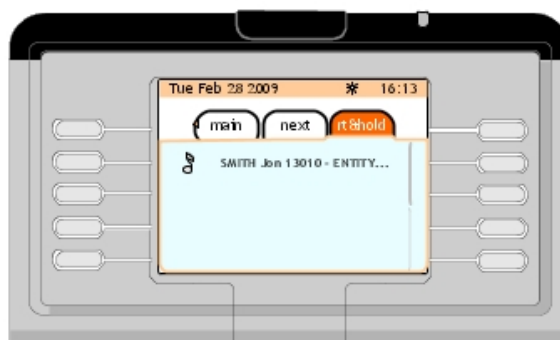 Tue Feb 28 2009 16:13
main next rt&hold
SMITH Jon 13010 - ENTITY...